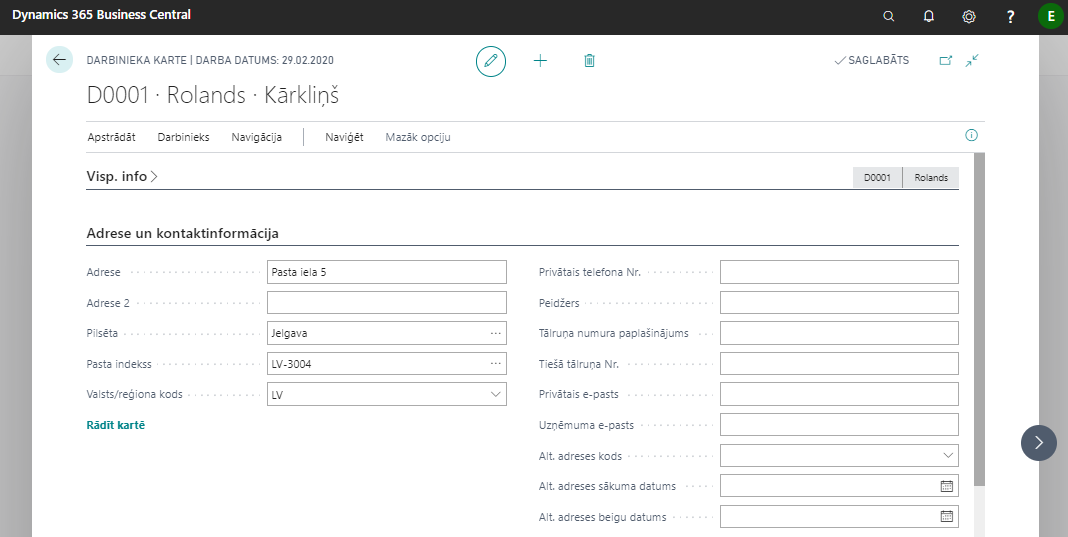 Dynamics 365 Business Central
?
E
DARBINIEKA KARTE | DARBA DATUMS: 29.02.2020
SAGLABĀTS
D0001 · Rolands · Kārkliņš
Apstrādāt Darbinieks Navigācija Naviģēt Mazāk opciju
Visp. info
D0001 Rolands
Adrese un kontaktinformācija
Adrese Pasta iela 5
Adrese 2
Pilsēta Jelgava
Pasta indekss LV-3004
Valsts/reģiona kods LV
Rādīt kartē
Privātais telefona Nr.
Peidžers
Tālruņa numura paplašinājums
Tiešā tālruņa Nr.
Privātais e-pasts
Uzņēmuma e-pasts
Alt. adreses kods
Alt. adreses sākuma datums
Alt. adreses beigu datums